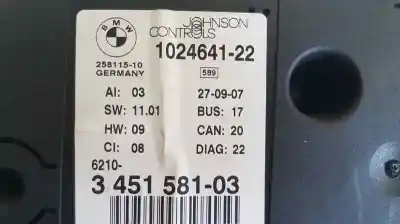 BMW
JOHNSON
CONTROLS
1024641-22
258115-10
GERMANY
589
AI: 03
27-09-07
SW: 11.01
BUS: 17
HW: 09
CAN: 20
CI: 08
DIAG: 22
6210-
3 451 581-03